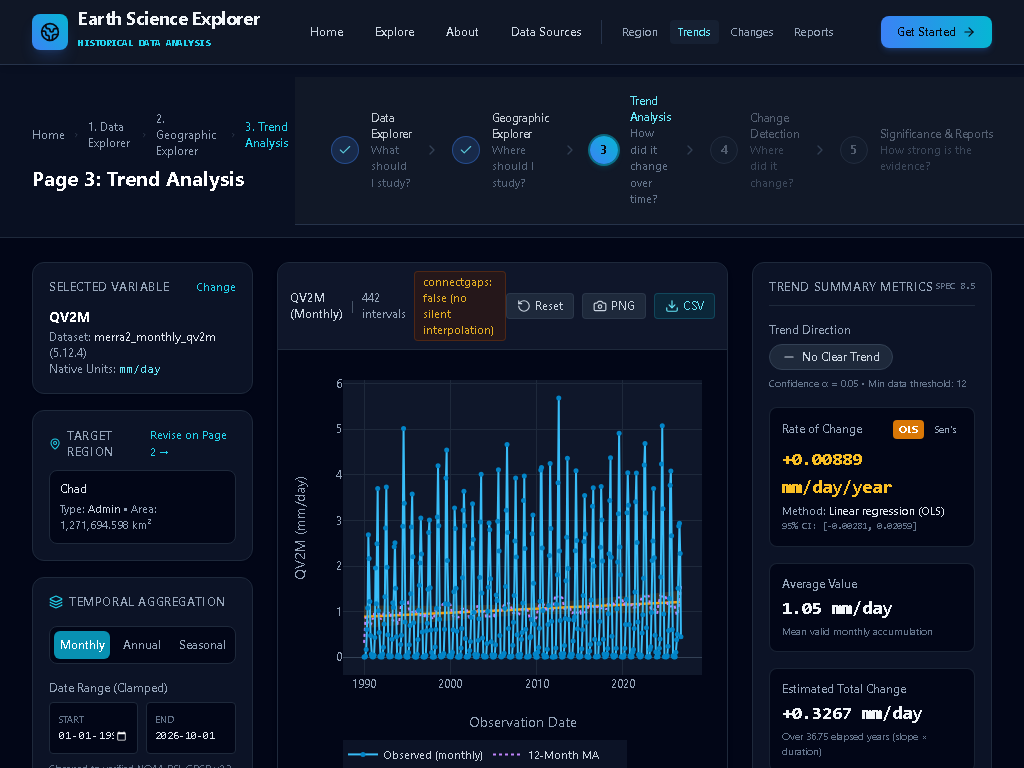 Earth Science Explorer
HISTORICAL DATA ANALYSIS
Home
Explore
About
Data Sources
Region
Trends
Changes
Reports
Get Started →
Home
1. Data
Explorer
2.
Geographic
Explorer
3. Trend
Analysis
Page 3: Trend Analysis
Data
Explorer
What
should
I study?
Geographic
Explorer
Where
should I
study?
3
Trend
Analysis
How
did it
change
over
time?
4
Change
Detection
Where
did it
change?
5
Significance & Reports
How strong is the
evidence?
SELECTED VARIABLE
Change
QV2M
Dataset: merra2_monthly_qv2m
(5.12.4)
Native Units: mm/day
TARGET
REGION
Revise on Page
2 →
Chad
Type: Admin • Area:
1,271,694.598 km²
TEMPORAL AGGREGATION
Monthly
Annual
Seasonal
Date Range (Clamped)
START
01-01-19
END
2026-10-01
QV2M
(Monthly)
442
intervals
connectgaps:
false (no
silent
interpolation)
Reset
PNG
CSV
QV2M (mm/day)
6
5
4
3
2
1
0
1990
2000
2010
2020
Observation Date
Observed (monthly)
12-Month MA
TREND SUMMARY METRICS
SPEC 8.5
Trend Direction
— No Clear Trend
Confidence α = 0.05 • Min data threshold: 12
Rate of Change
OLS
Sen's
+0.00889
mm/day/year
Method: Linear regression (OLS)
95% CI: [-0.00281, 0.02059]
Average Value
1.05 mm/day
Mean valid monthly accumulation
Estimated Total Change
+0.3267 mm/day
Over 36.75 elapsed years (slope ×
duration)